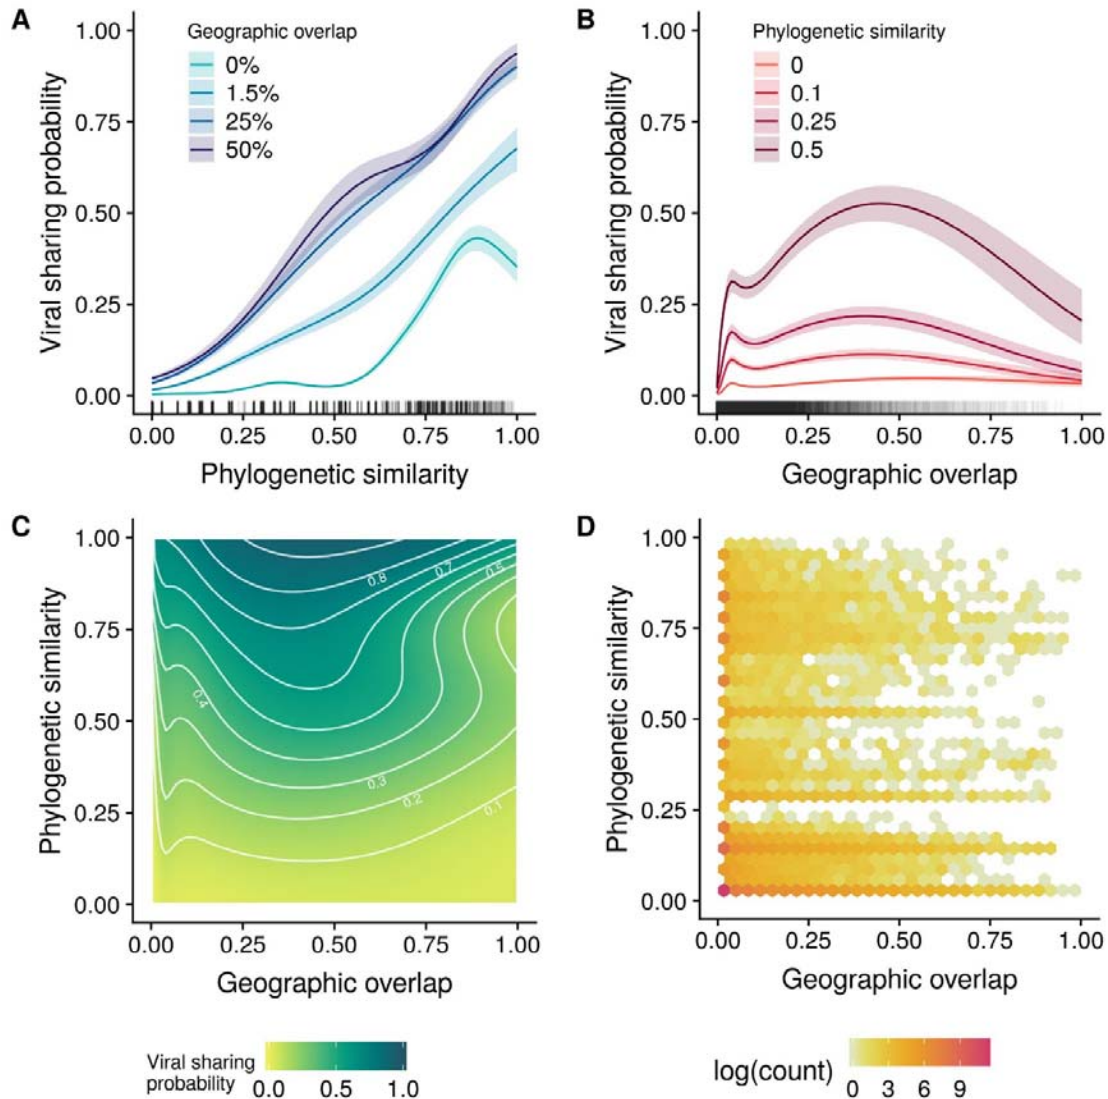 A
Geographic overlap
0%
1.5%
25%
50%
Viral sharing probability
1.00
0.75
0.50
0.25
0.00
0.00 0.25 0.50 0.75 1.00
Phylogenetic similarity
B
Phylogenetic similarity
0
0.1
0.25
0.5
Viral sharing probability
1.00
0.75
0.50
0.25
0.00
0.00 0.25 0.50 0.75 1.00
Geographic overlap
C
Phylogenetic similarity
1.00
0.75
0.50
0.25
0.00
0.8
0.7
0.5
0.4
0.3
0.2
0.1
0.00 0.25 0.50 0.75 1.00
Geographic overlap
Viral sharing
probability
0.0 0.5 1.0
D
Phylogenetic similarity
1.00
0.75
0.50
0.25
0.00
0.00 0.25 0.50 0.75 1.00
Geographic overlap
log(count)
0 3 6 9